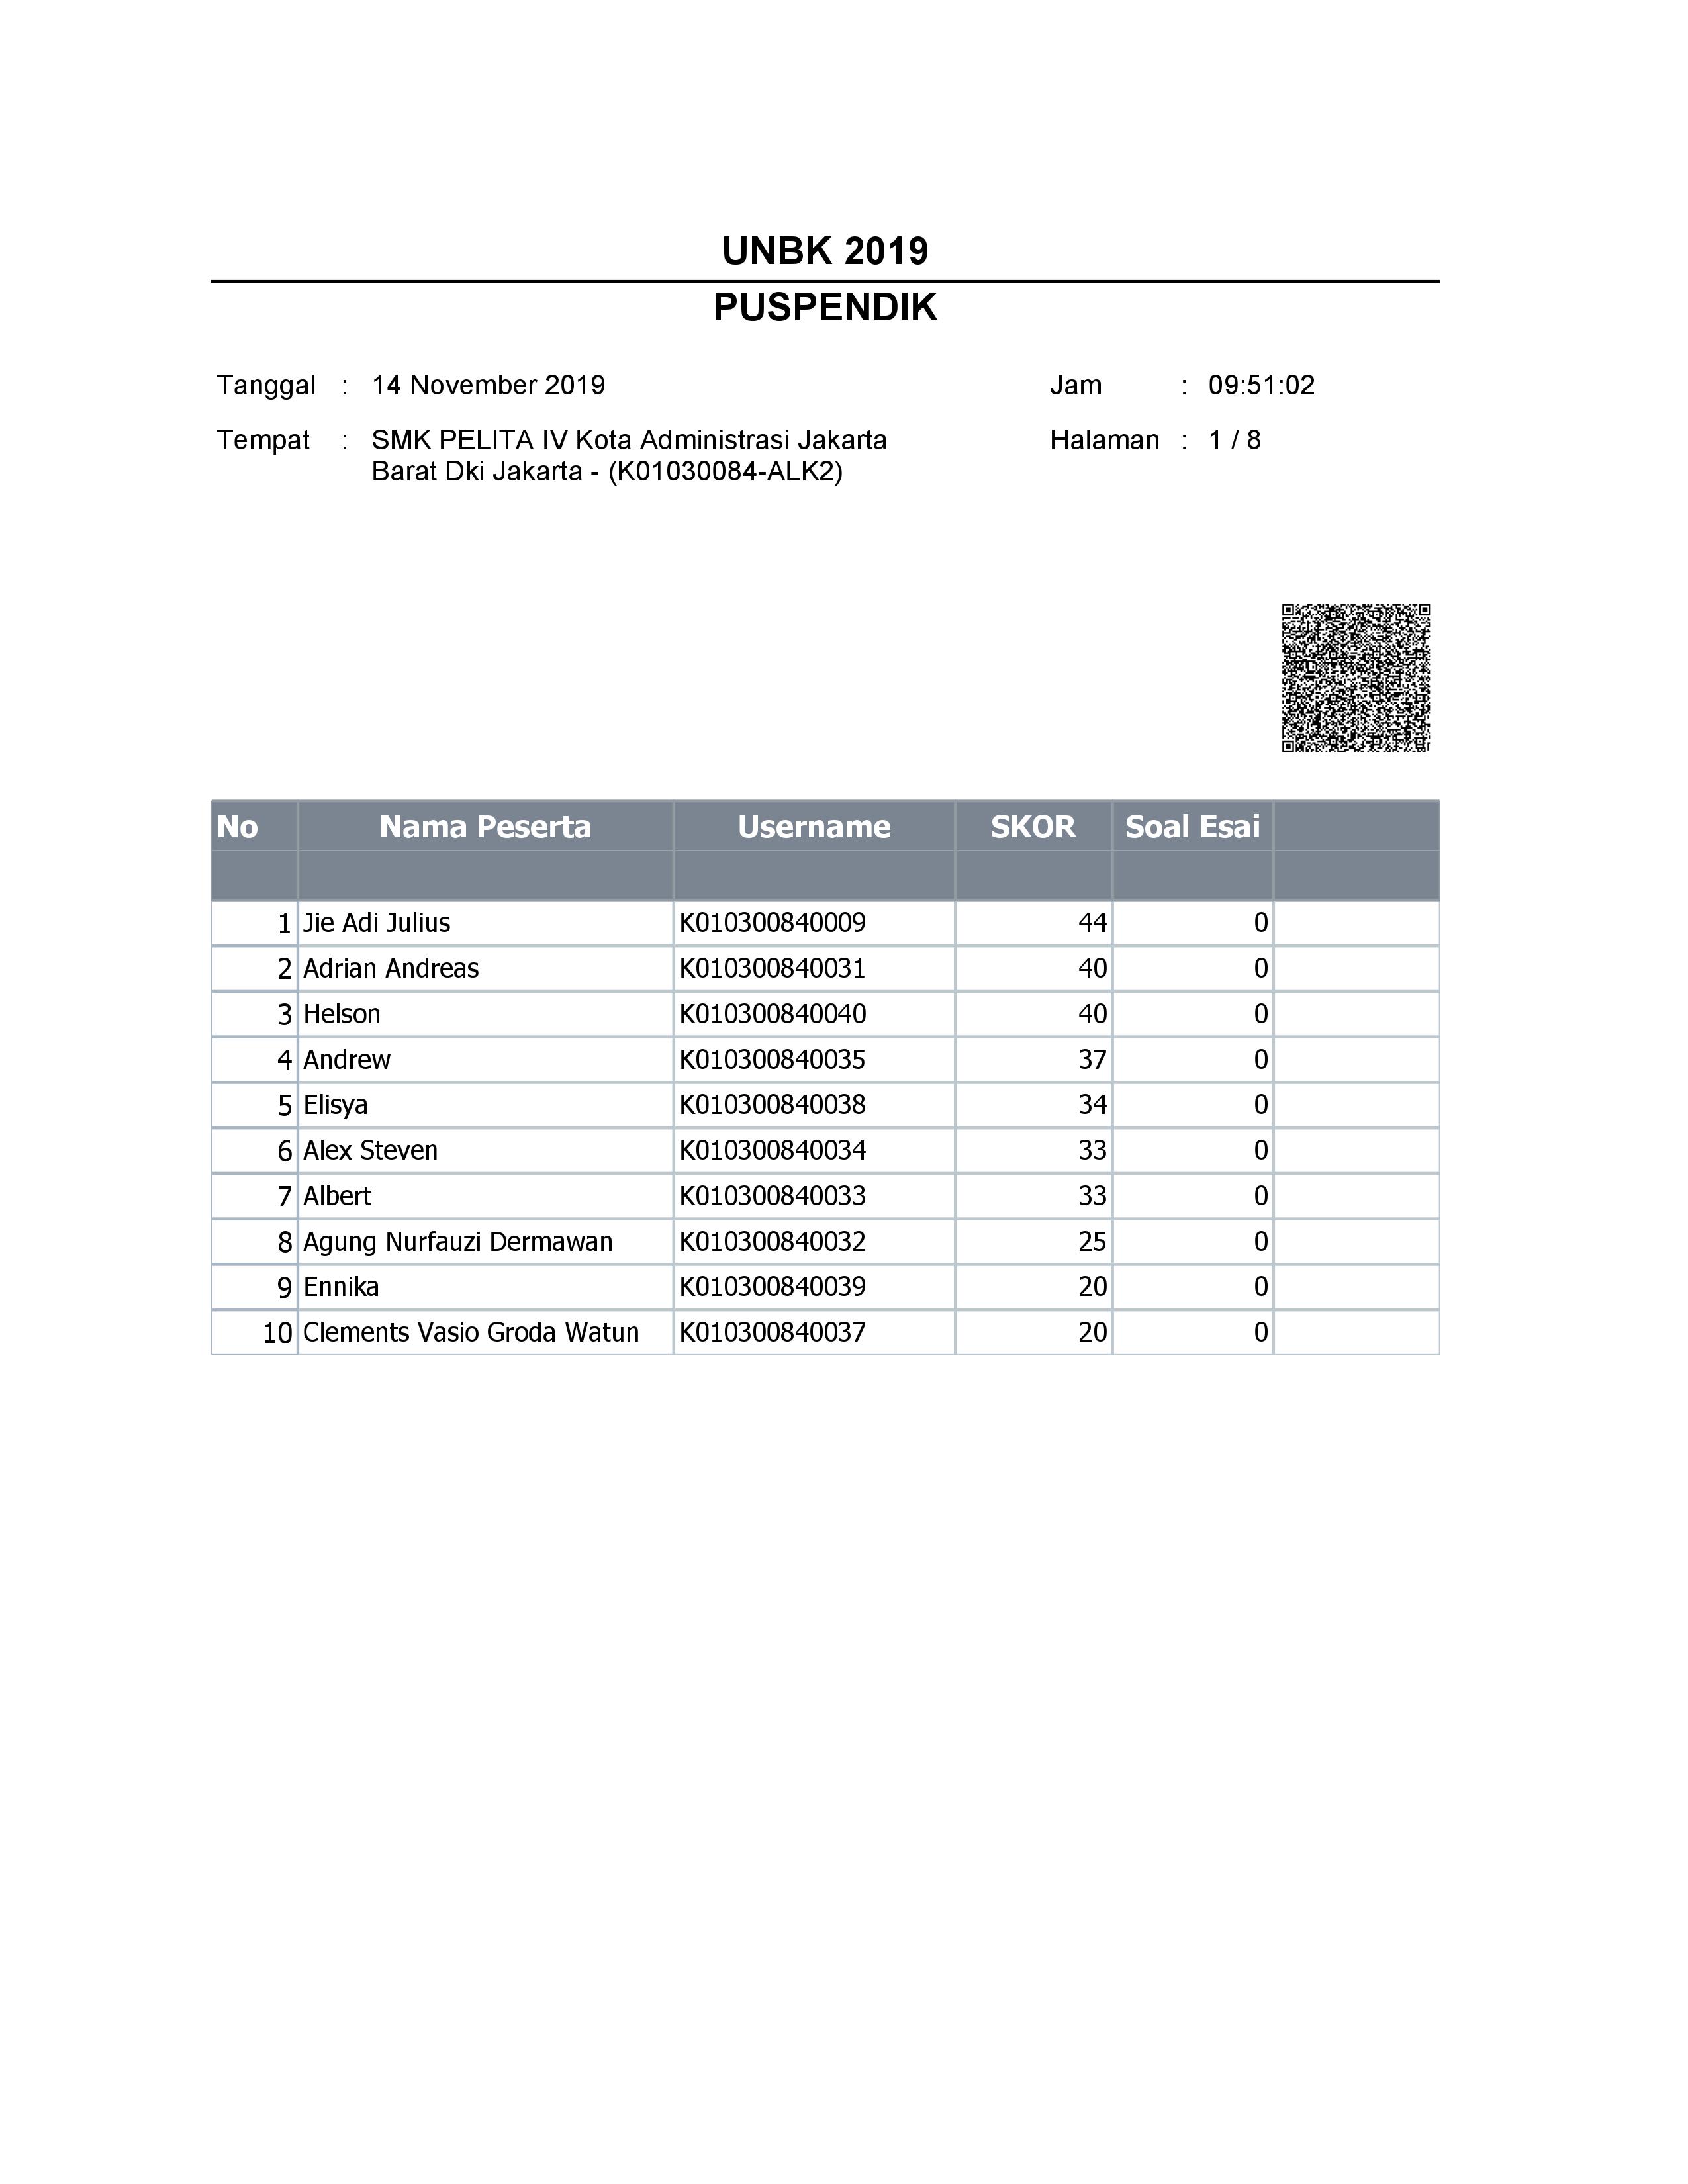 UNBK 2019
PUSPENDIK
Tanggal : 14 November 2019 Jam : 09:51:02
Tempat : SMK PELITA IV Kota Administrasi Jakarta Halaman : 1 / 8
Barat Dki Jakarta - (K01030084-ALK2)
No Nama Peserta Username SKOR Soal Esai
1 Jie Adi Julius K010300840009 44 0
2 Adrian Andreas K010300840031 40 0
3 Helson K010300840040 40 0
4 Andrew K010300840035 37 0
5 Elisya K010300840038 34 0
6 Alex Steven K010300840034 33 0
7 Albert K010300840033 33 0
8 Agung Nurfauzi Dermawan K010300840032 25 0
9 Ennika K010300840039 20 0
10 Clements Vasio Groda Watun K010300840037 20 0